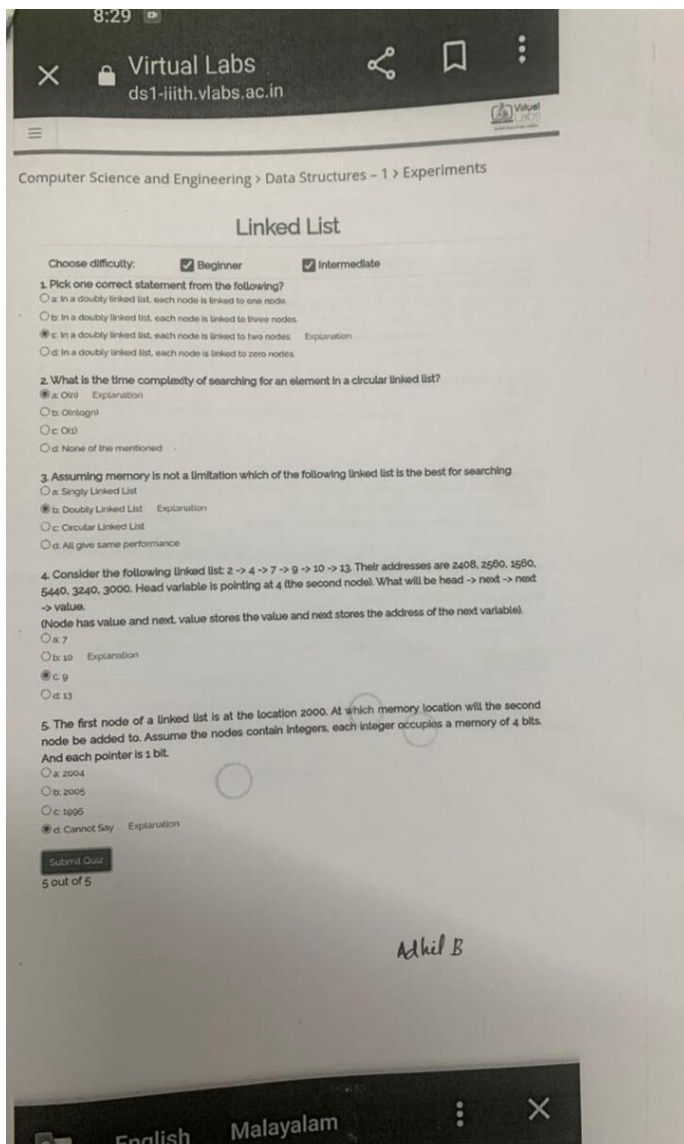 8:29
Virtual Labs
ds1-iiith.vlabs.ac.in
Virtual
LABS
Computer Science and Engineering > Data Structures - 1 > Experiments
Linked List
Choose difficulty: Beginner Intermediate
1. Pick one correct statement from the following?
a: In a doubly linked list, each node is linked to one node.
b: In a doubly linked list, each node is linked to three nodes.
c: In a doubly linked list, each node is linked to two nodes. Explanation
d: In a doubly linked list, each node is linked to zero nodes.
2. What is the time complexity of searching for an element in a circular linked list?
a: O(n) Explanation
b: O(nlogn)
c: O(1)
d: None of the mentioned
3. Assuming memory is not a limitation which of the following linked list is the best for searching
a: Singly Linked List
b: Doubly Linked List Explanation
c: Circular Linked List
d: All give same performance
4. Consider the following linked list: 2 -> 4 -> 7 -> 9 -> 10 -> 13. Their addresses are 2408, 2560, 1560,
5440, 3240, 3000. Head variable is pointing at 4 (the second node). What will be head -> next -> next
-> value.
(Node has value and next. value stores the value and next stores the address of the next variable).
a: 7
b: 10 Explanation
c: 9
d: 13
5. The first node of a linked list is at the location 2000. At which memory location will the second
node be added to. Assume the nodes contain integers, each integer occupies a memory of 4 bits.
And each pointer is 1 bit.
a: 2004
b: 2005
c: 1996
d: Cannot Say Explanation
Submit Quiz
5 out of 5
Adhil B
English Malayalam